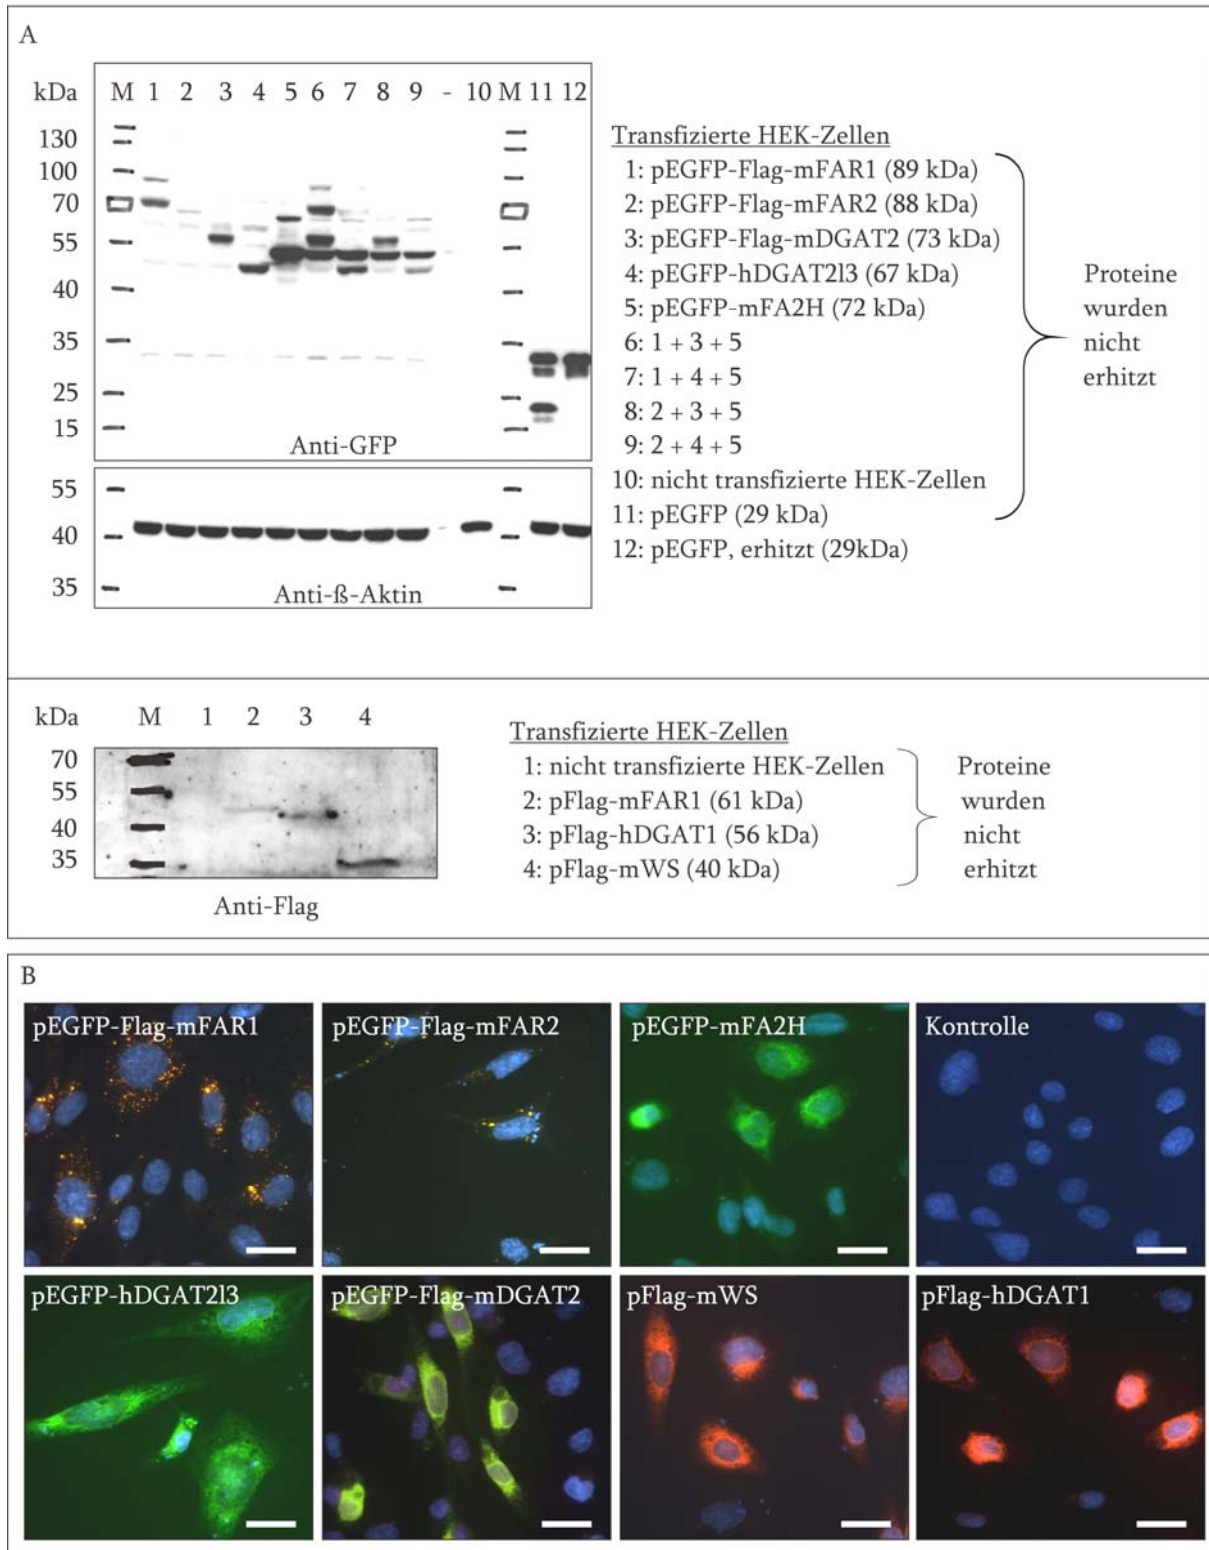 A
kDa M 1 2 3 4 5 6 7 8 9 - 10 M 11 12
130
100
70
55
40
35
25
15
Anti-GFP
55
40
35
Anti-ß-Aktin
Transfizierte HEK-Zellen
1: pEGFP-Flag-mFAR1 (89 kDa)
2: pEGFP-Flag-mFAR2 (88 kDa)
3: pEGFP-Flag-mDGAT2 (73 kDa)
4: pEGFP-hDGAT2l3 (67 kDa)
5: pEGFP-mFA2H (72 kDa)
6: 1 + 3 + 5
7: 1 + 4 + 5
8: 2 + 3 + 5
9: 2 + 4 + 5
10: nicht transfizierte HEK-Zellen
11: pEGFP (29 kDa)
12: pEGFP, erhitzt (29kDa)
Proteine
wurden
nicht
erhitzt
kDa M 1 2 3 4
70
55
40
35
Anti-Flag
Transfizierte HEK-Zellen
1: nicht transfizierte HEK-Zellen
2: pFlag-mFAR1 (61 kDa)
3: pFlag-hDGAT1 (56 kDa)
4: pFlag-mWS (40 kDa)
Proteine
wurden
nicht
erhitzt
B
pEGFP-Flag-mFAR1
pEGFP-Flag-mFAR2
pEGFP-mFA2H
Kontrolle
pEGFP-hDGAT2l3
pEGFP-Flag-mDGAT2
pFlag-mWS
pFlag-hDGAT1